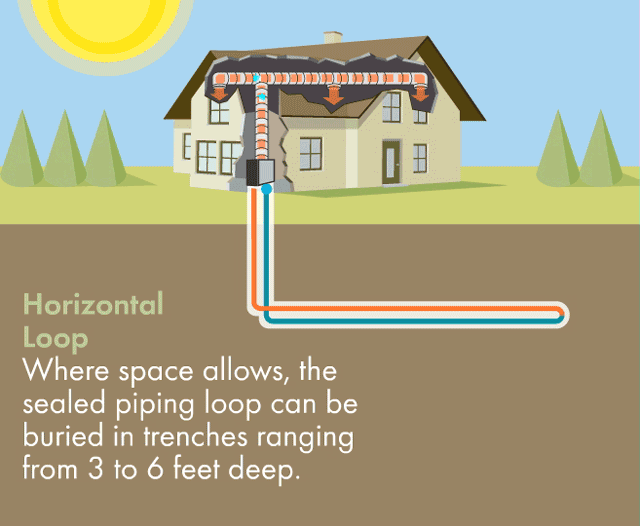 Horizontal
Loop
Where space allows, the
sealed piping loop can be
buried in trenches ranging
from 3 to 6 feet deep.